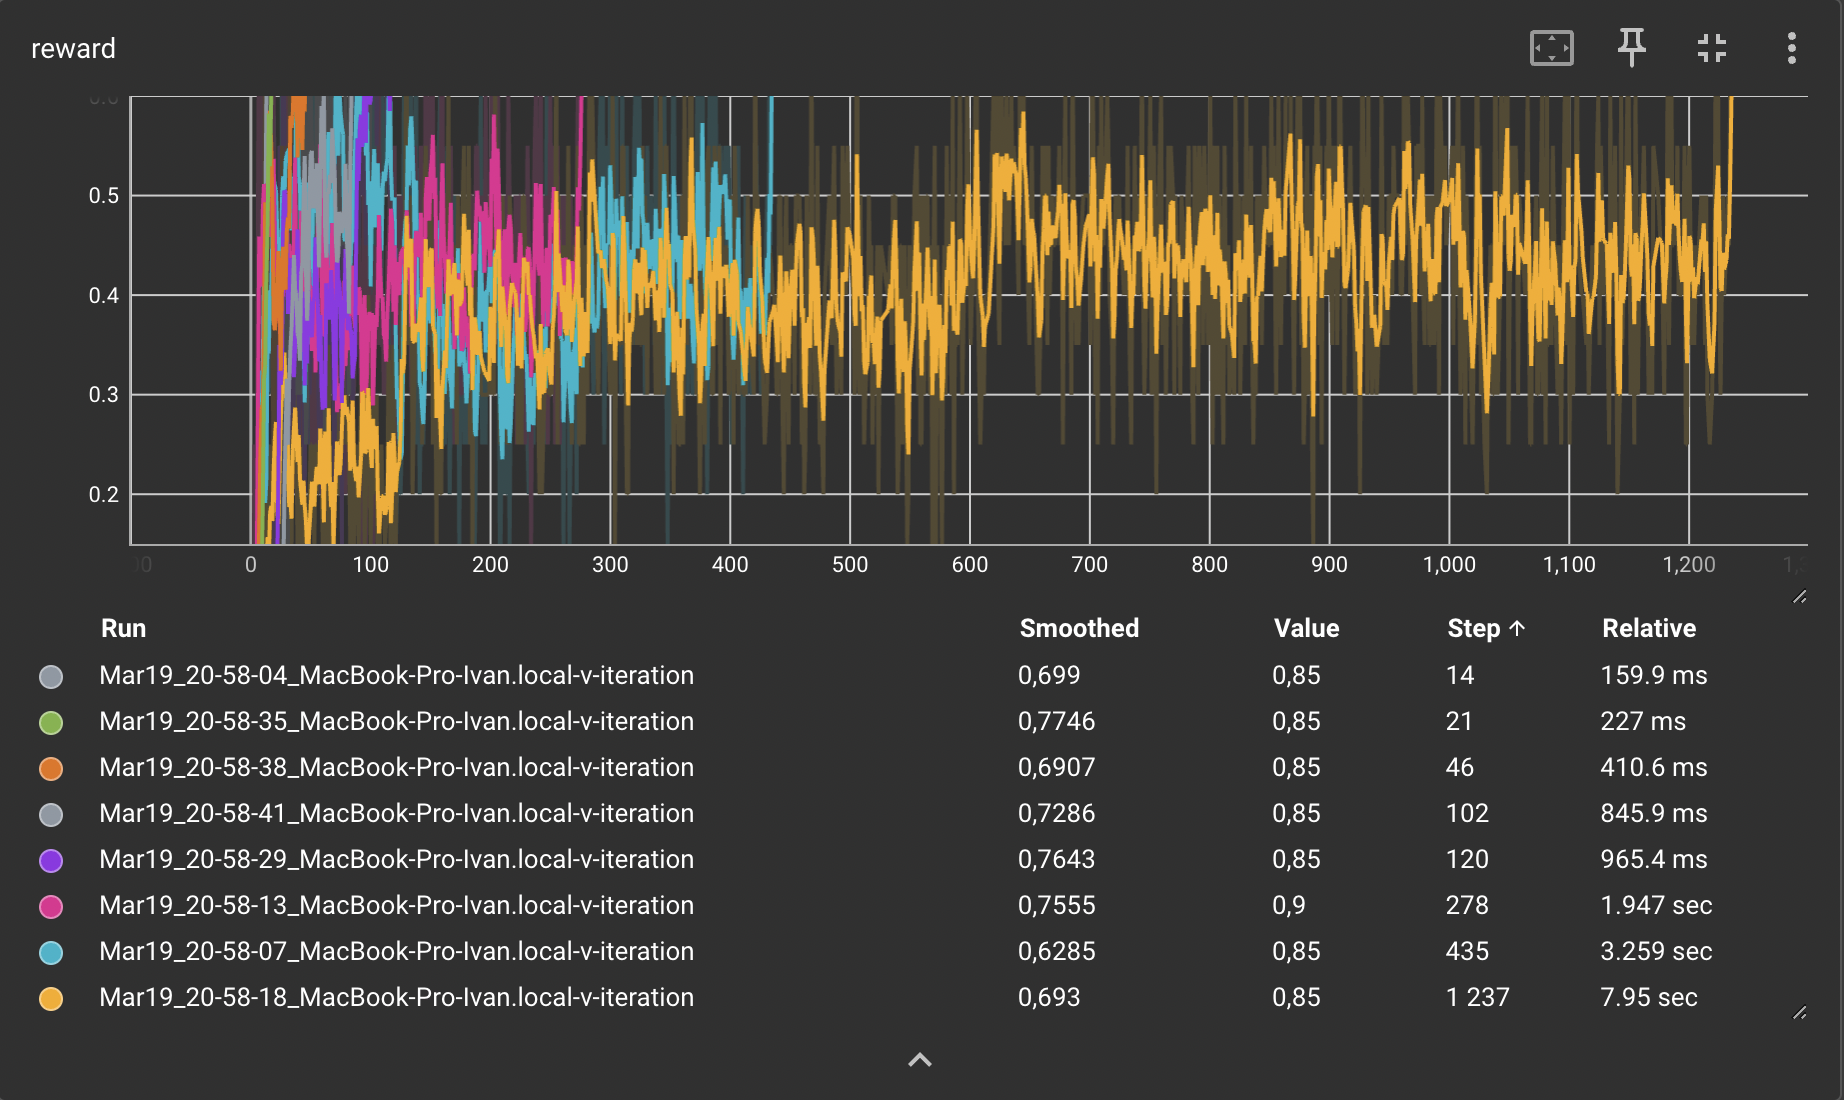 reward
0.6
0.5
0.4
0.3
0.2
0 100 200 300 400 500 600 700 800 900 1,000 1,100 1,200
Run Smoothed Value Step ↑ Relative
Mar19_20-58-04_MacBook-Pro-Ivan.local-v-iteration 0,699 0,85 14 159.9 ms
Mar19_20-58-35_MacBook-Pro-Ivan.local-v-iteration 0,7746 0,85 21 227 ms
Mar19_20-58-38_MacBook-Pro-Ivan.local-v-iteration 0,6907 0,85 46 410.6 ms
Mar19_20-58-41_MacBook-Pro-Ivan.local-v-iteration 0,7286 0,85 102 845.9 ms
Mar19_20-58-29_MacBook-Pro-Ivan.local-v-iteration 0,7643 0,85 120 965.4 ms
Mar19_20-58-13_MacBook-Pro-Ivan.local-v-iteration 0,7555 0,9 278 1.947 sec
Mar19_20-58-07_MacBook-Pro-Ivan.local-v-iteration 0,6285 0,85 435 3.259 sec
Mar19_20-58-18_MacBook-Pro-Ivan.local-v-iteration 0,693 0,85 1 237 7.95 sec